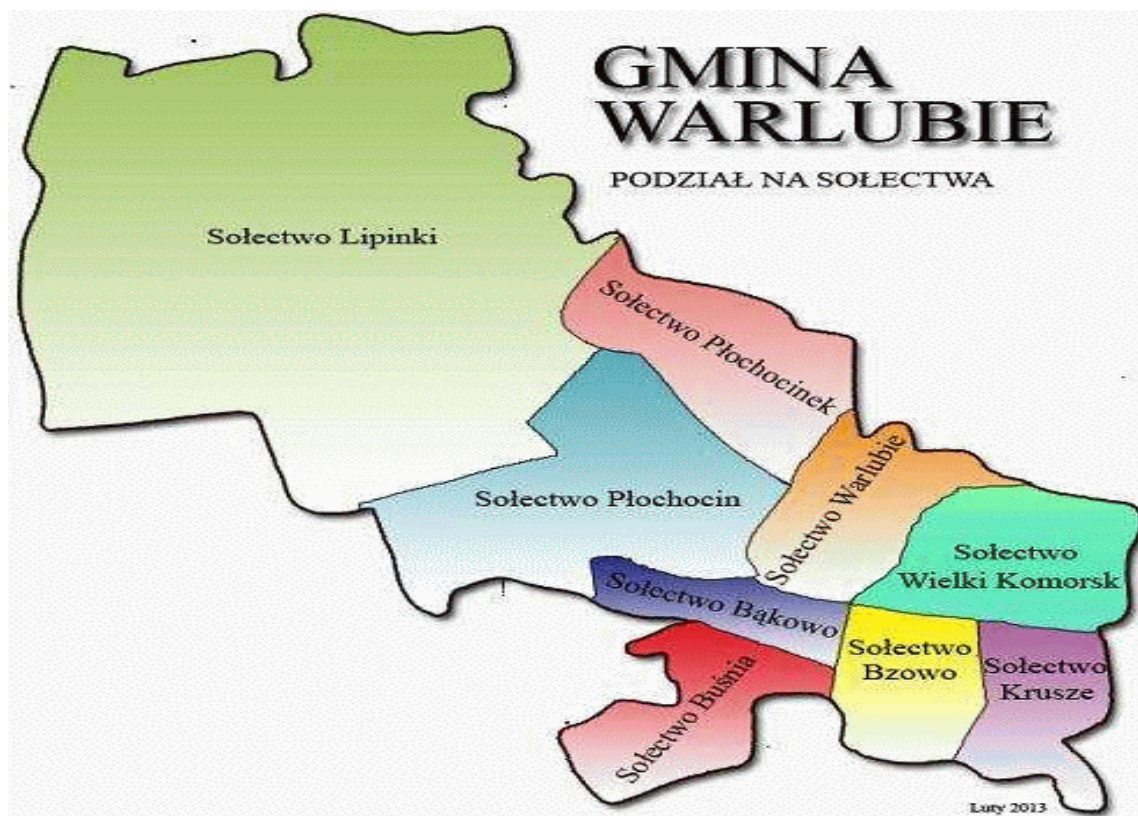 GMINA
WARLUBIE
PODZIAŁ NA SOŁECTWA
Sołectwo Lipinki
Sołectwo Płochocinek
Sołectwo Płochocin
Sołectwo Warlubie
Sołectwo
Wielki Komorsk
Sołectwo Bąkowo
Sołectwo
Bzowo
Sołectwo
Krusze
Sołectwo Buśnia
Luty 2013